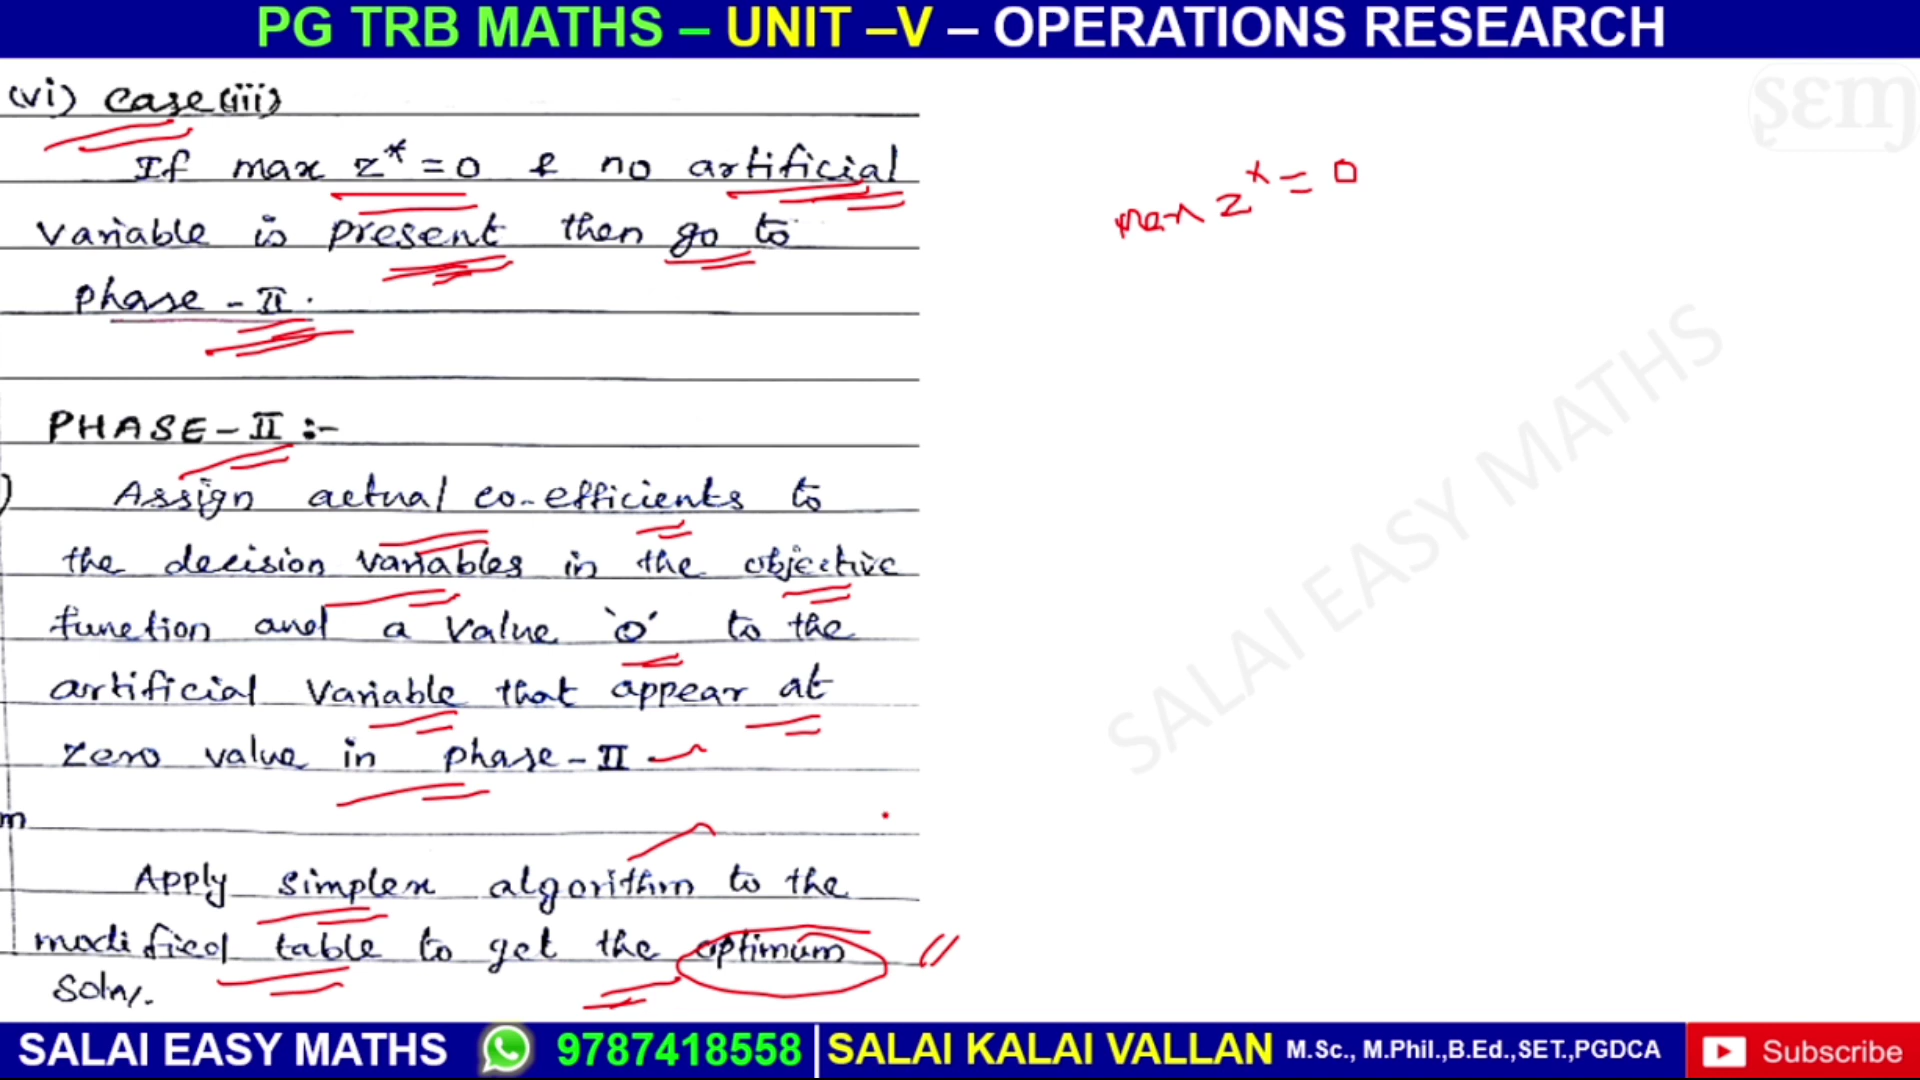 PG TRB MATHS – UNIT –V – OPERATIONS RESEARCH
şεm
(vi) Case(iii)
If max z* = 0 & no artificial
variable is present then go to
phase - II.
max z* = 0
PHASE - II :-
) Assign actual co-efficients to
the decision variables in the objective
function and a value '0' to the
artificial variable that appear at
zero value in phase - II
m
Apply simplex algorithm to the
modified table to get the optimum
Soln/.
SALAI EASY MATHS
SALAI EASY MATHS 9787418558 SALAI KALAI VALLAN M.Sc., M.Phil.,B.Ed.,SET.,PGDCA Subscribe